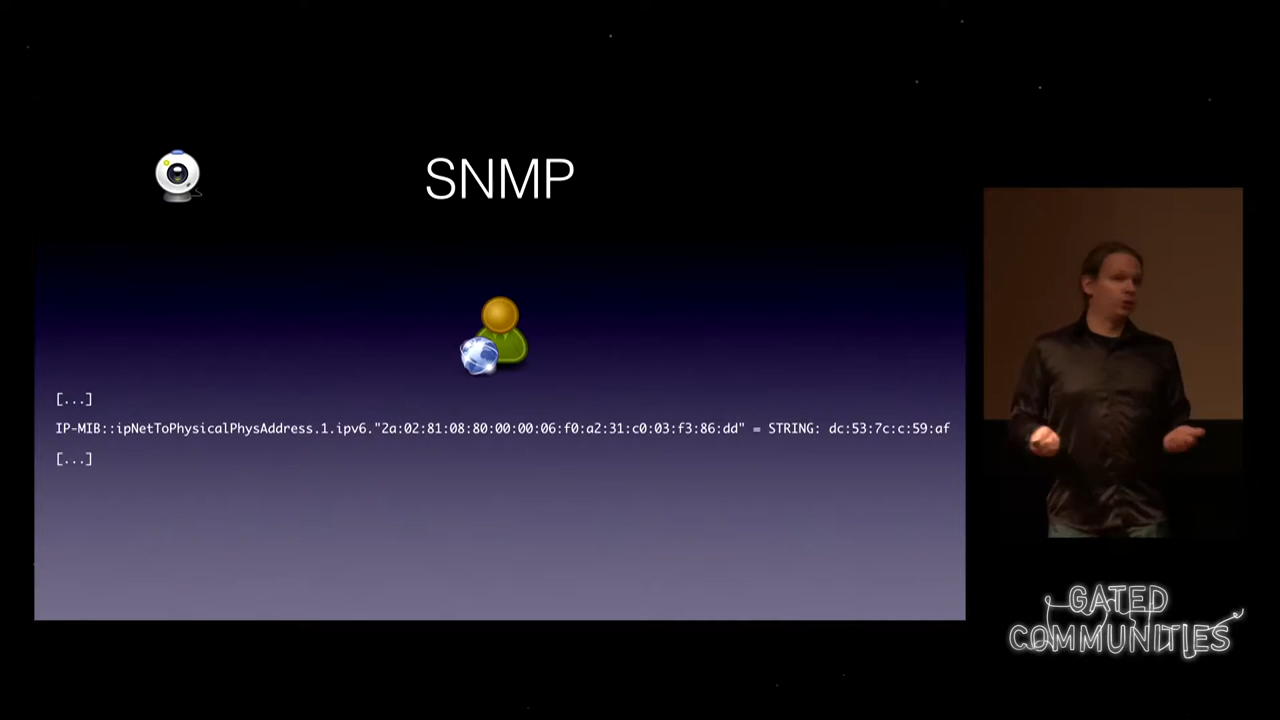 SNMP
[...]
IP-MIB::ipNetToPhysicalPhysAddress.1.ipv6."2a:02:81:08:80:00:00:06:f0:a2:31:c0:03:f3:86:dd" = STRING: dc:53:7c:c:59:af
[...]
GATED
COMMUNITIES